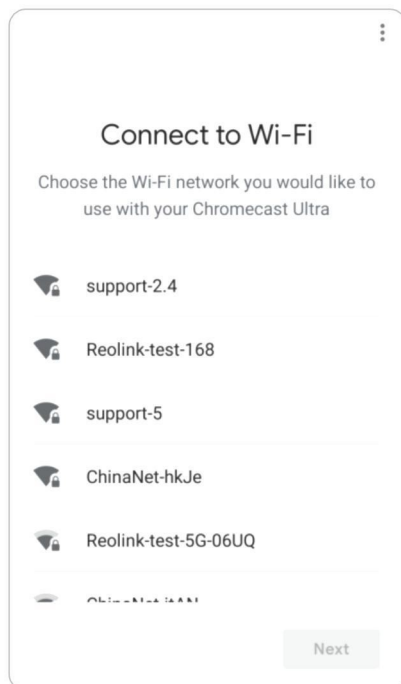 Connect to Wi-Fi
Choose the Wi-Fi network you would like to
use with your Chromecast Ultra
support-2.4
Reolink-test-168
support-5
ChinaNet-hkJe
Reolink-test-5G-06UQ
Next